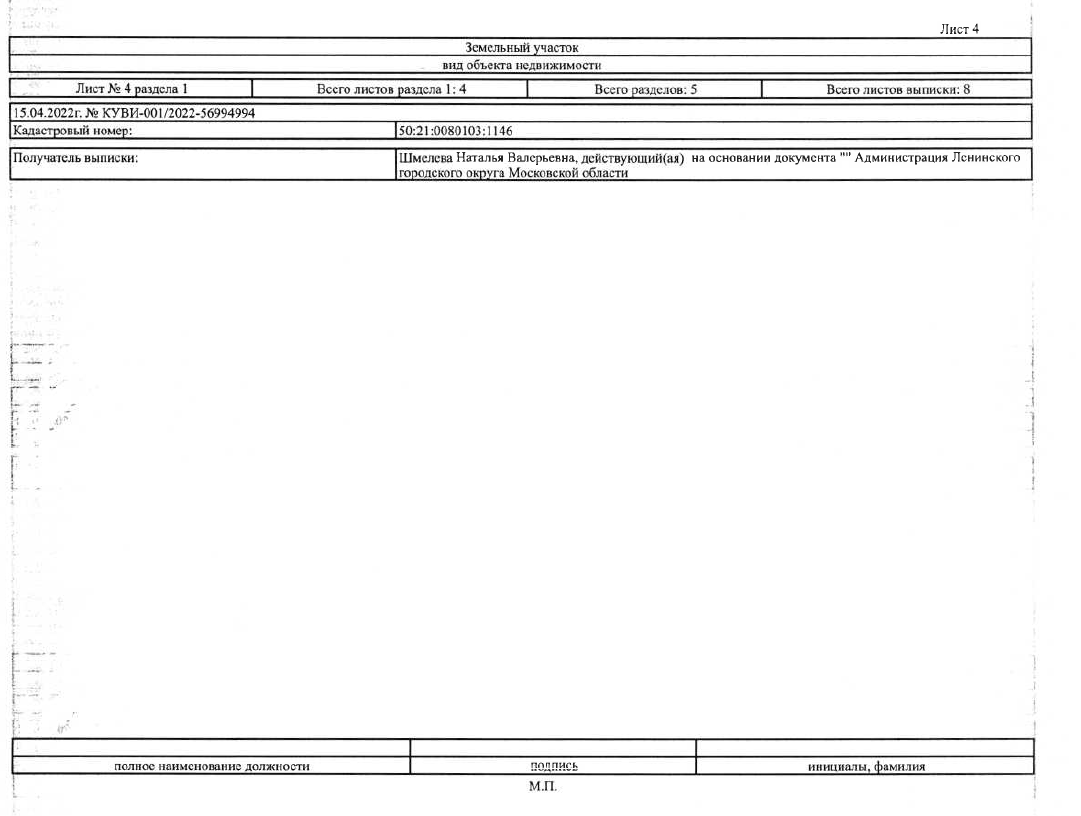 Лист 4
Земельный участок
вид объекта недвижимости
Лист № 4 раздела 1 Всего листов раздела 1: 4 Всего разделов: 5 Всего листов выписки: 8
15.04.2022г. № КУВИ-001/2022-56994994
Кадастровый номер: 50:21:0080103:1146
Получатель выписки: Шмелева Наталья Валерьевна, действующий(ая) на основании документа "" Администрация Ленинского
городского округа Московской области
полное наименование должности подпись инициалы, фамилия
М.П.